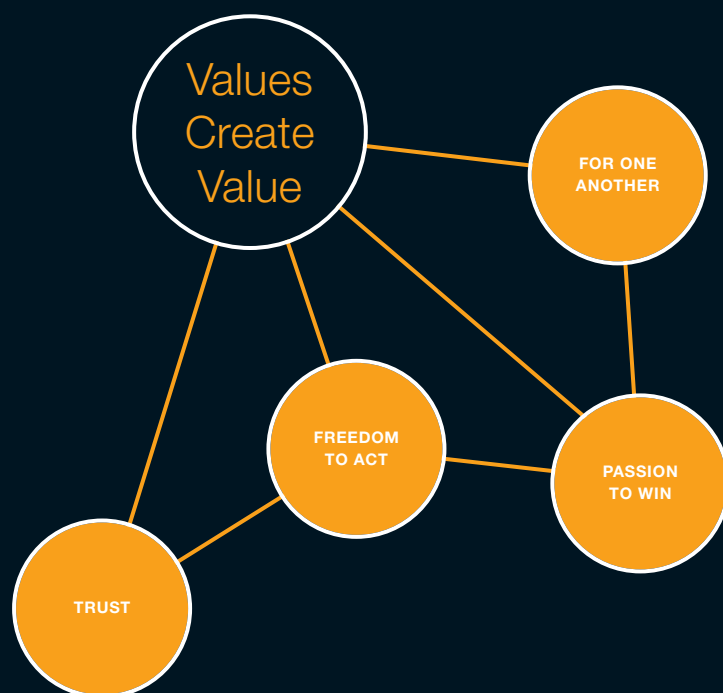 Values
Create
Value
FOR ONE
ANOTHER
FREEDOM
TO ACT
PASSION
TO WIN
TRUST